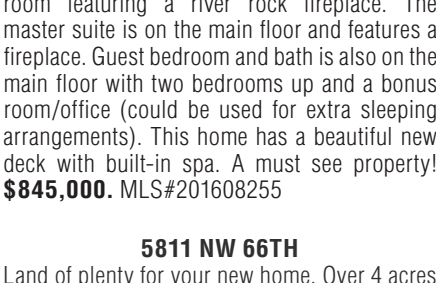 room featuring a river rock fireplace. The
master suite is on the main floor and features a
fireplace. Guest bedroom and bath is also on the
main floor with two bedrooms up and a bonus
room/office (could be used for extra sleeping
arrangements). This home has a beautiful new
deck with built-in spa. A must see property!
$845,000. MLS#201608255
5811 NW 66TH
Land of plenty for your new home. Over 4 acres